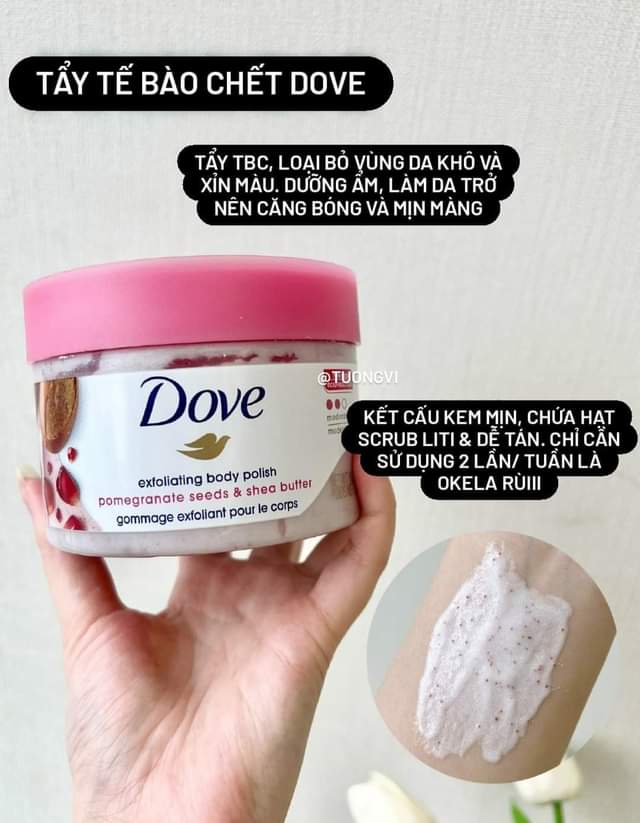 TẨY TẾ BÀO CHẾT DOVE
TẨY TBC, LOẠI BỎ VÙNG DA KHÔ VÀ
XỈN MÀU. DƯỠNG ẨM, LÀM DA TRỞ
NÊN CĂNG BÓNG VÀ MỊN MÀNG
@TUONGVI
Dove
exfoliating body polish
pomegranate seeds & shea butter
gommage exfoliant pour le corps
KẾT CẤU KEM MỊN, CHỨA HẠT
SCRUB LITI & DỄ TÁN. CHỈ CẦN
SỬ DỤNG 2 LẦN/ TUẦN LÀ
OKELA RÙIII